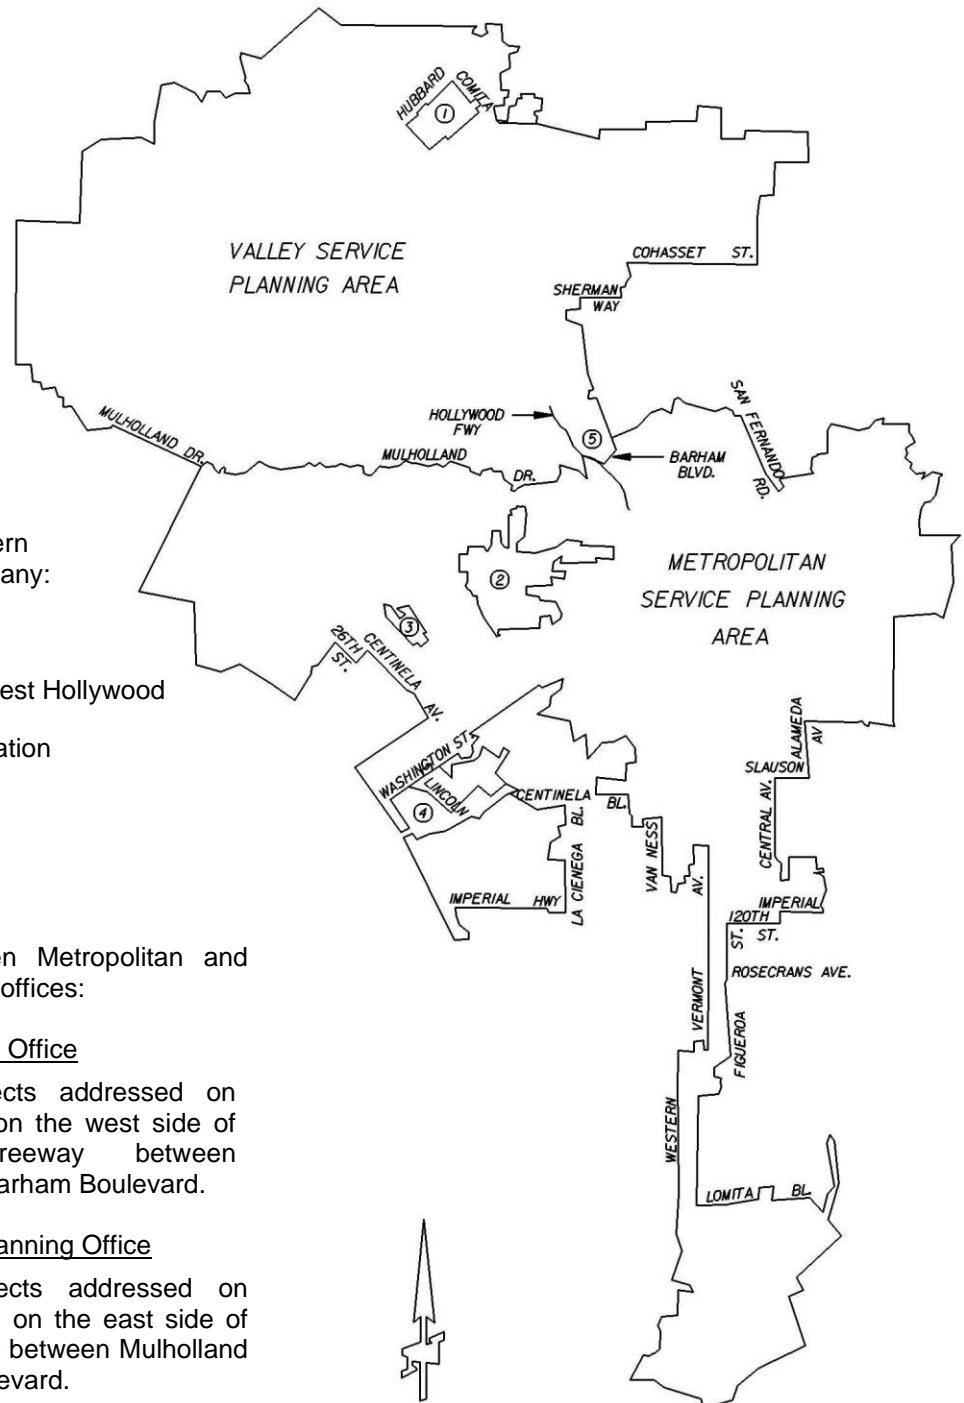 HUBBARD
COMITA
1
VALLEY SERVICE
PLANNING AREA
COHASSET ST.
SHERMAN
WAY
MULHOLLAND DR.
HOLLYWOOD
FWY
5
MULHOLLAND
DR.
BARHAM
BLVD.
SAN FERNANDO
RD.
2
METROPOLITAN
SERVICE PLANNING
AREA
3
26TH
ST.
CENTINELA
AV.
WASHINGTON ST.
LINCOLN
4
CENTINELA
BL.
LA CIENEGA BL.
IMPERIAL HWY
VAN NESS
AV.
ALAMEDA
AV
SLAUSON
CENTRAL AV.
IMPERIAL
120TH
ST.
ST.
ROSECRANS AVE.
VERMONT
FIGUEROA
WESTERN
LOMITA BL.
ern
any:
est Hollywood
ation
en Metropolitan and
offices:
Office
ects addressed on
on the west side of
reeway between
arham Boulevard.
anning Office
ects addressed on
on the east side of
between Mulholland
levard.